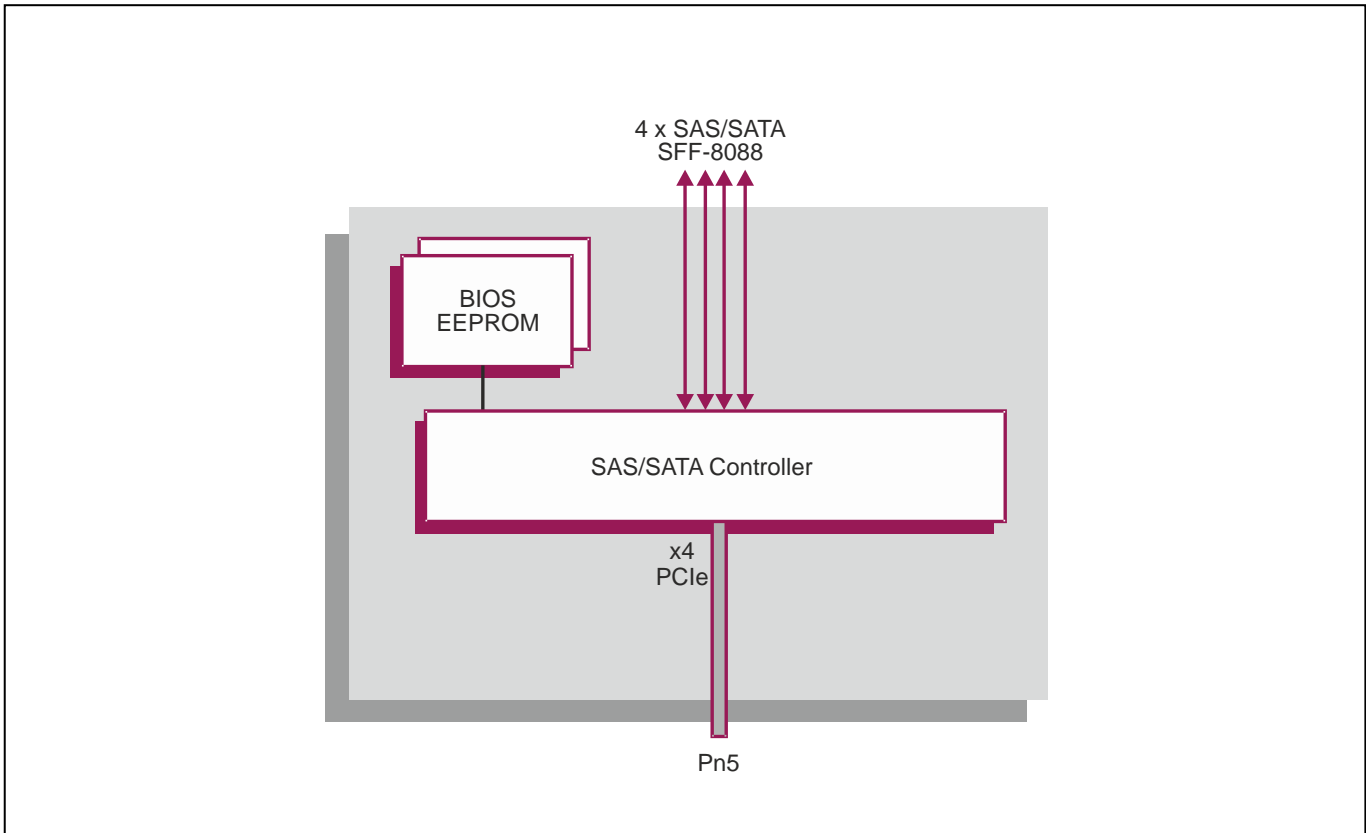 4 x SAS/SATA
SFF-8088
BIOS
EEPROM
SAS/SATA Controller
x4
PCIe
Pn5